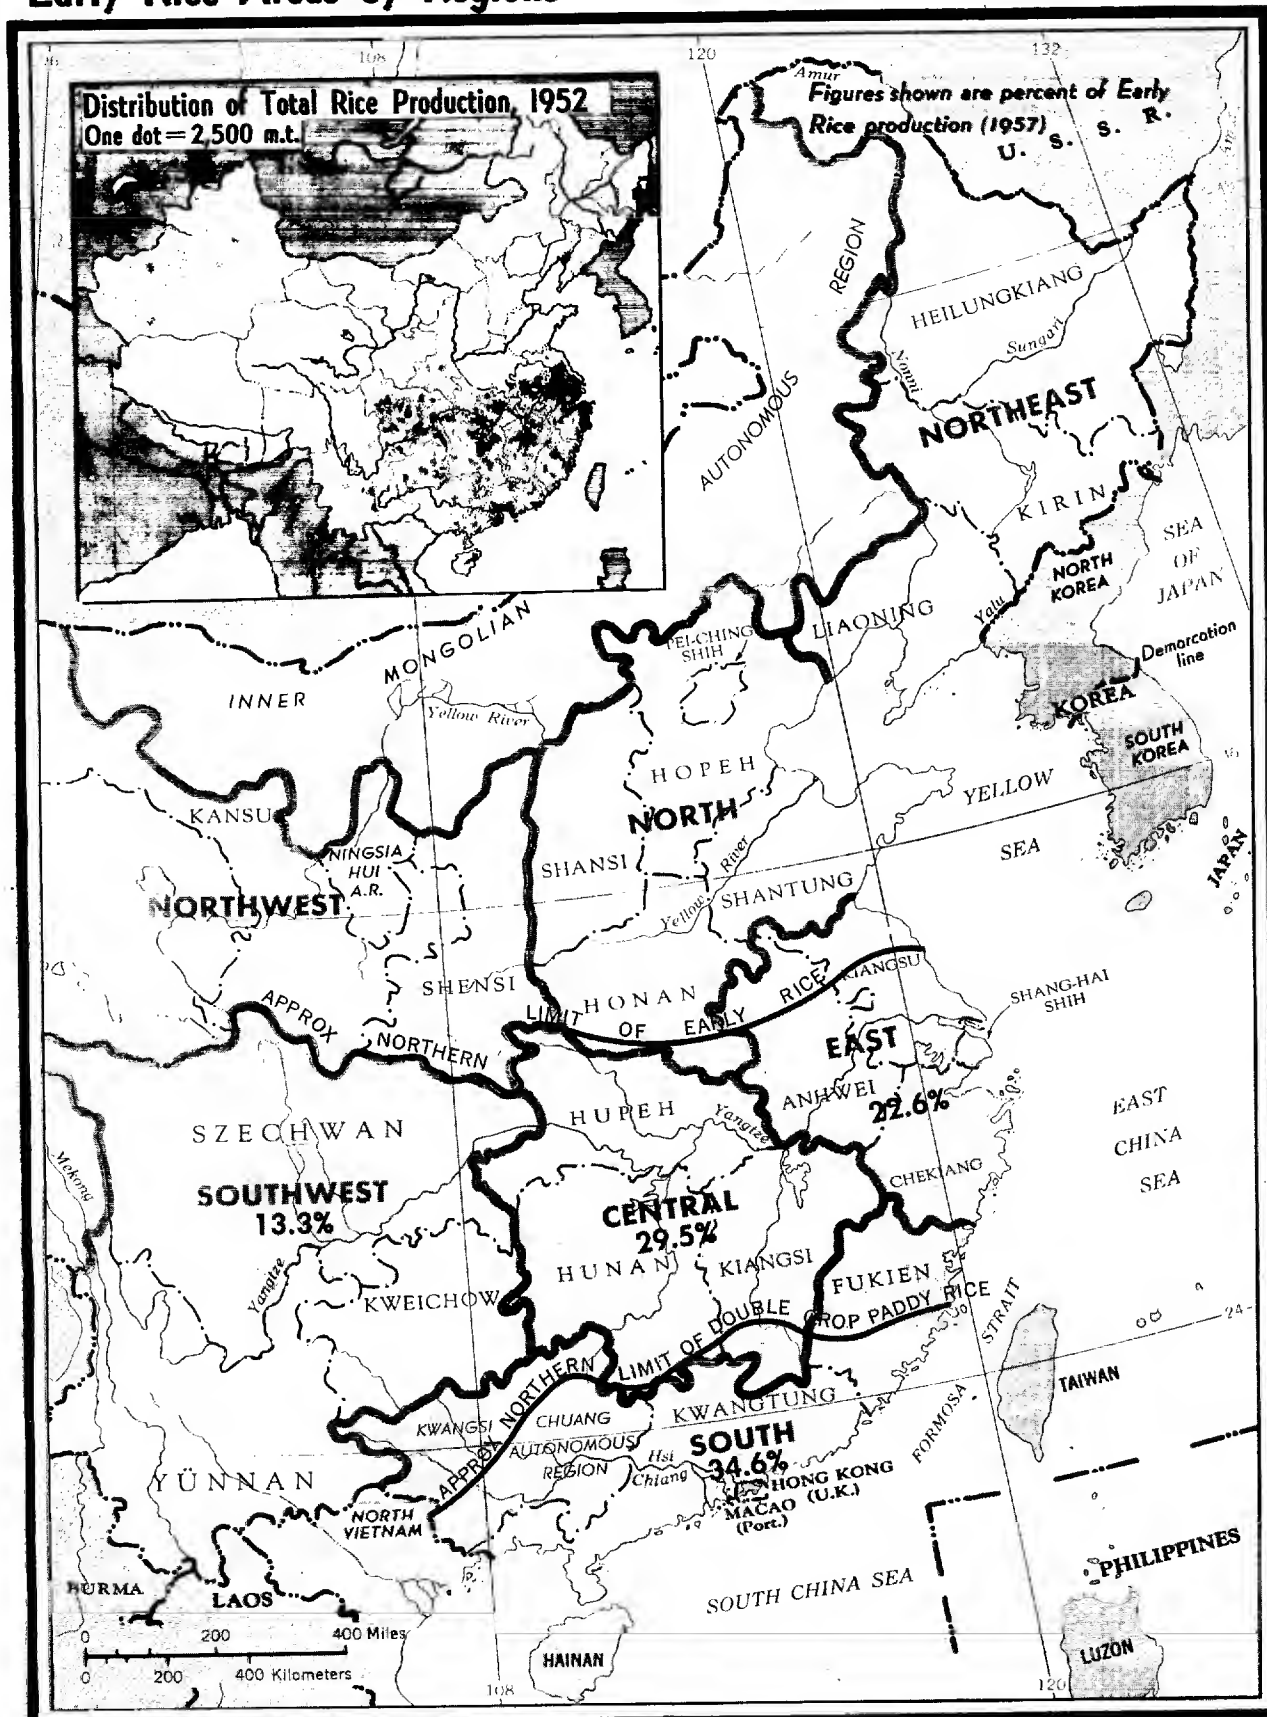 Early Rice Areas by Regions
108
120
132
Distribution of Total Rice Production, 1952
One dot = 2,500 m.t.
Amur
Figures shown are percent of Early
Rice production (1957)
U. S. S. R.
REGION
HEILUNGKIANG
Sungari
Nonni
NORTHEAST
AUTONOMOUS
KIRIN
SEA
OF
JAPAN
NORTH
KOREA
Yalu
LIAONING
PEI-CHING
SHIH
MONGOLIAN
INNER
Yellow River
Demarcation
line
KOREA
SOUTH
KOREA
HOPEH
NORTH
YELLOW
SEA
JAPAN
KANSU
NINGSIA
HUI
A.R.
NORTHWEST
SHANSI
River
Yellow
SHANTUNG
SHENSI
HONAN
KIANGSU
SHANG-HAI
SHIH
APPROX NORTHERN LIMIT OF EARLY RICE
EAST
22.6%
ANHWEI
HUPEH
Yangtze
EAST
CHINA
SEA
SZECHWAN
Mekong
SOUTHWEST
13.3%
CENTRAL
29.5%
CHEKIANG
HUNAN
KIANGSI
FUKIEN
Yangtze
KWEICHOW
APPROX NORTHERN LIMIT OF DOUBLE CROP PADDY RICE
STRAIT
24
TAIWAN
FORMOSA
KWANGSI
CHUANG
AUTONOMOUS
REGION
KWANGTUNG
SOUTH
34.6%
Hsi
Chiang
HONG KONG
(U.K.)
MACAO
(Port.)
YÜNNAN
NORTH
VIETNAM
BURMA
LAOS
SOUTH CHINA SEA
PHILIPPINES
LUZON
HAINAN
0 200 400 Miles
0 200 400 Kilometers
108
120